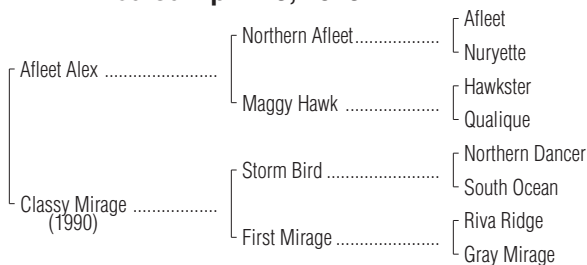 Afleet
Northern Afleet
Nuryette
Afleet Alex
Hawkster
Maggy Hawk
Qualique
Northern Dancer
Storm Bird
South Ocean
Classy Mirage
(1990)
Riva Ridge
First Mirage
Gray Mirage